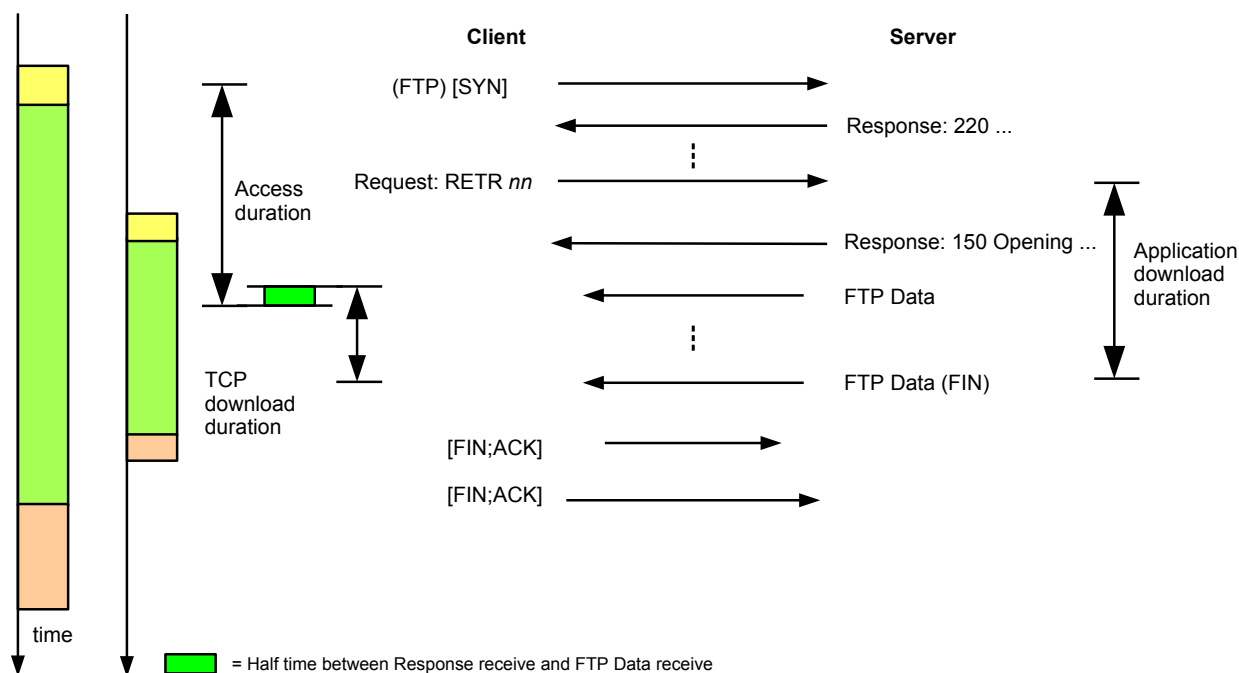 Client
Server
(FTP) [SYN]
Response: 220 ...
Request: RETR nn
Access
duration
Response: 150 Opening ...
Application
download
duration
FTP Data
TCP
download
duration
FTP Data (FIN)
[FIN;ACK]
[FIN;ACK]
time
= Half time between Response receive and FTP Data receive